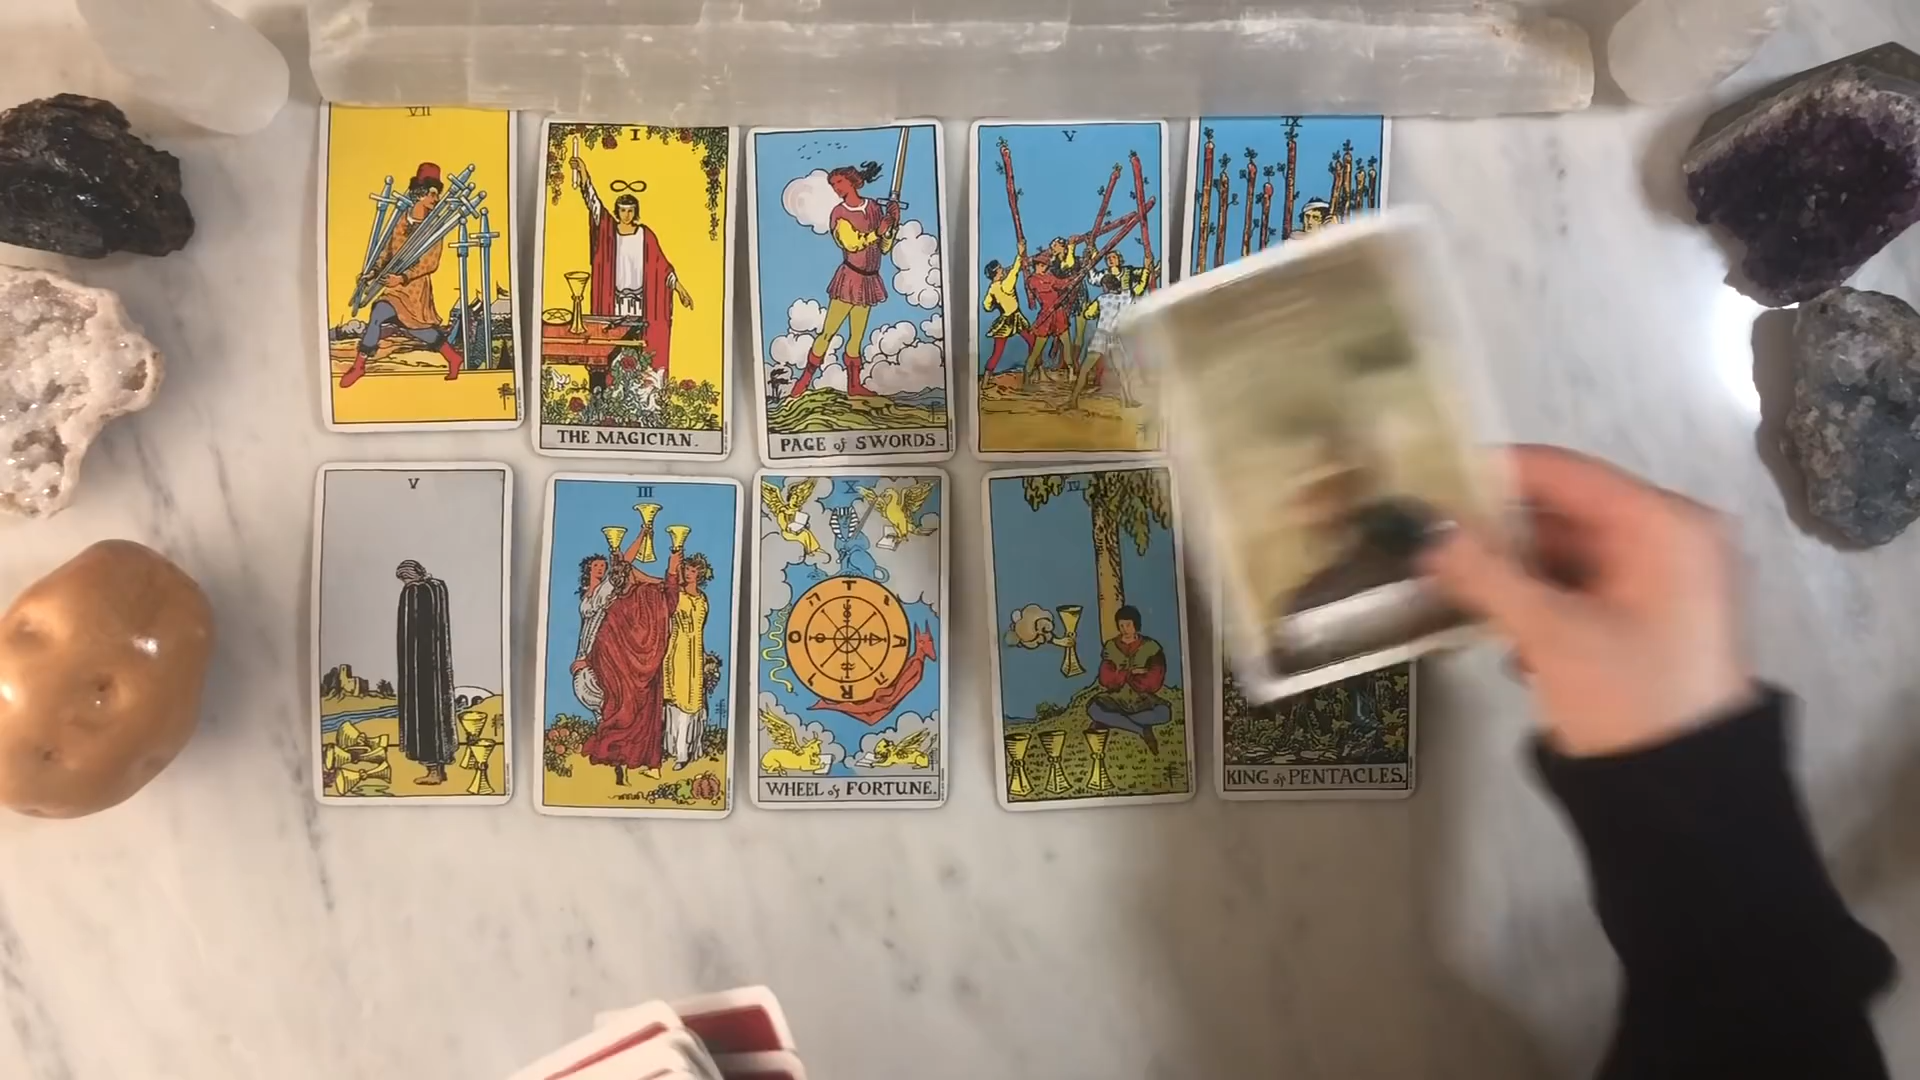 VII
I
V
IX
THE MAGICIAN.
PAGE of SWORDS.
V
III
X
IV
T
A
R
O
WHEEL of FORTUNE.
KING of PENTACLES.